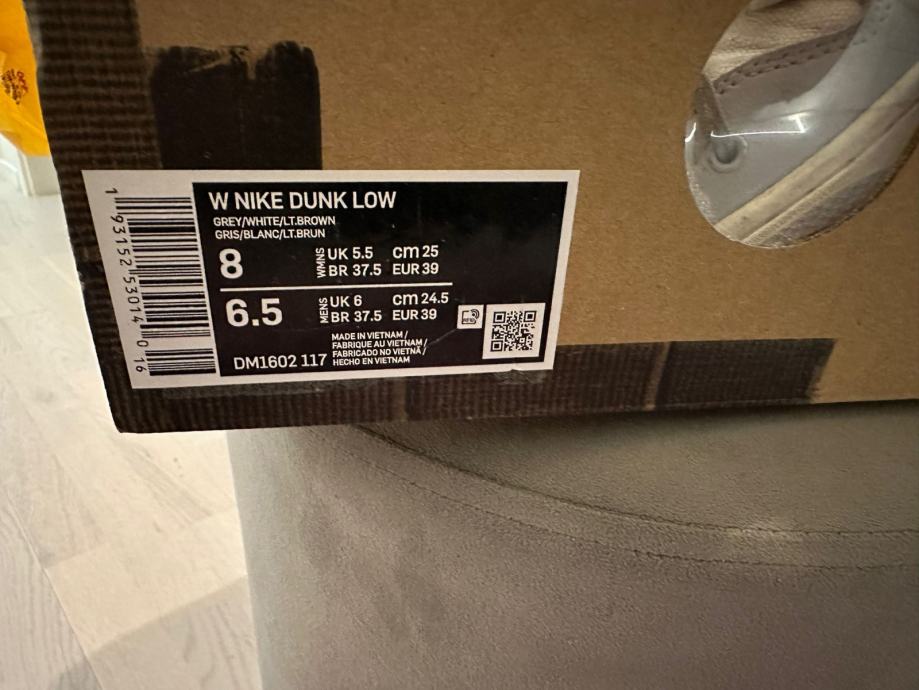 W NIKE DUNK LOW
GREY/WHITE/LT.BROWN
GRIS/BLANC/LT.BRUN
8 WMNS UK 5.5 cm 25
BR 37.5 EUR 39
6.5 MENS UK 6 cm 24.5
BR 37.5 EUR 39
DM1602 117
MADE IN VIETNAM /
FABRIQUE AU VIETNAM /
FABRICADO NO VIETNÃ /
HECHO EN VIETNAM
1 93152 53014 0 16